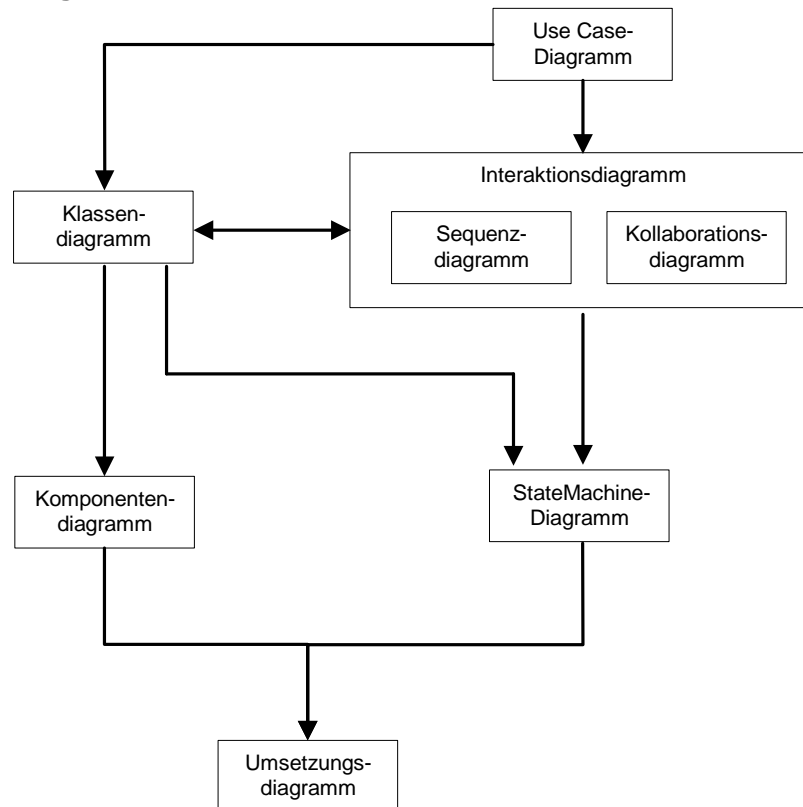 Use Case-
Diagramm
Interaktionsdiagramm
Klassen-
diagramm
Sequenz-
diagramm
Kollaborations-
diagramm
Komponenten-
diagramm
StateMachine-
Diagramm
Umsetzungs-
diagramm